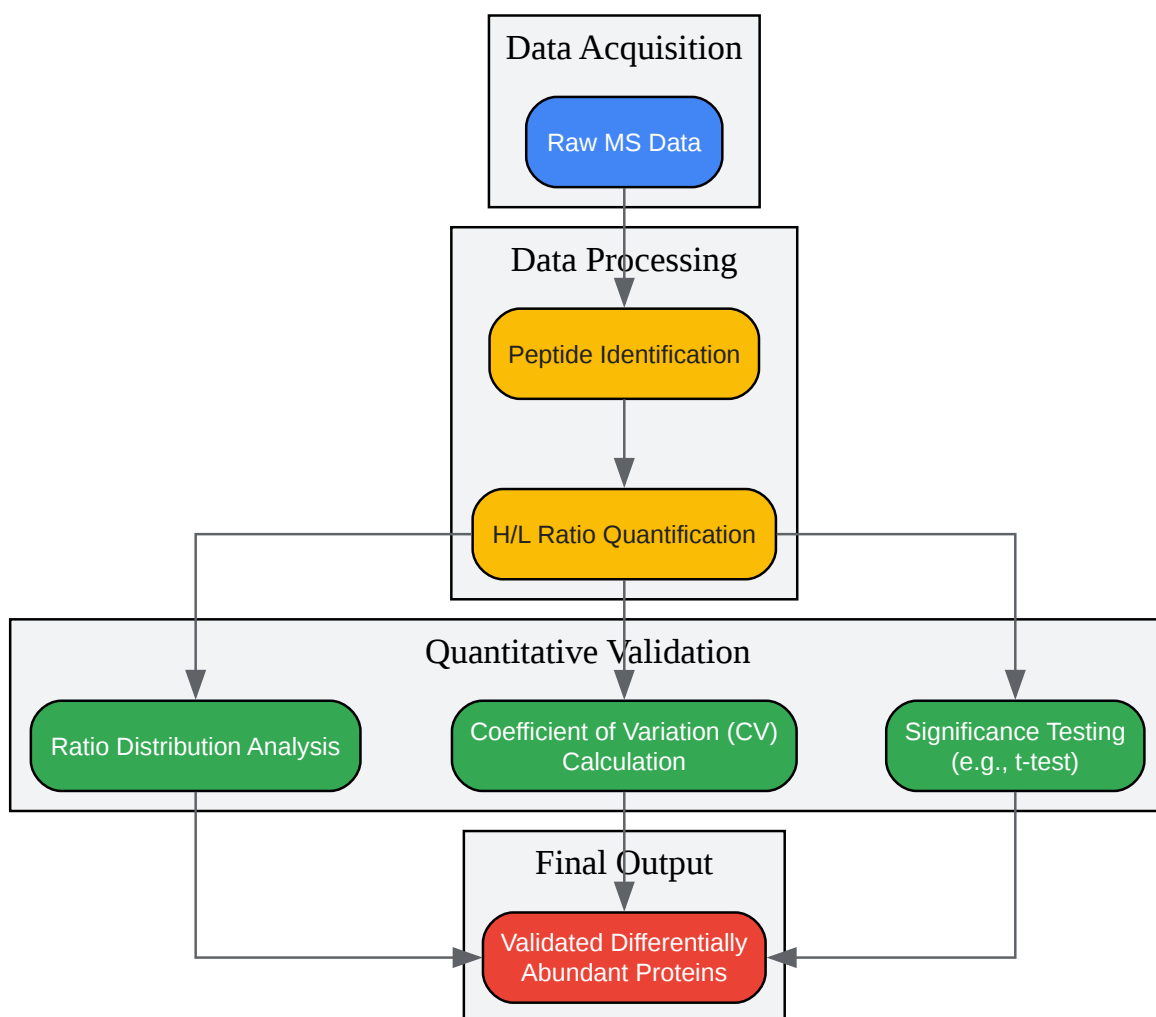 Data Acquisition
Raw MS Data
Data Processing
Peptide Identification
H/L Ratio Quantification
Quantitative Validation
Ratio Distribution Analysis
Coefficient of Variation (CV)
Calculation
Significance Testing
(e.g., t-test)
Final Output
Validated Differentially
Abundant Proteins